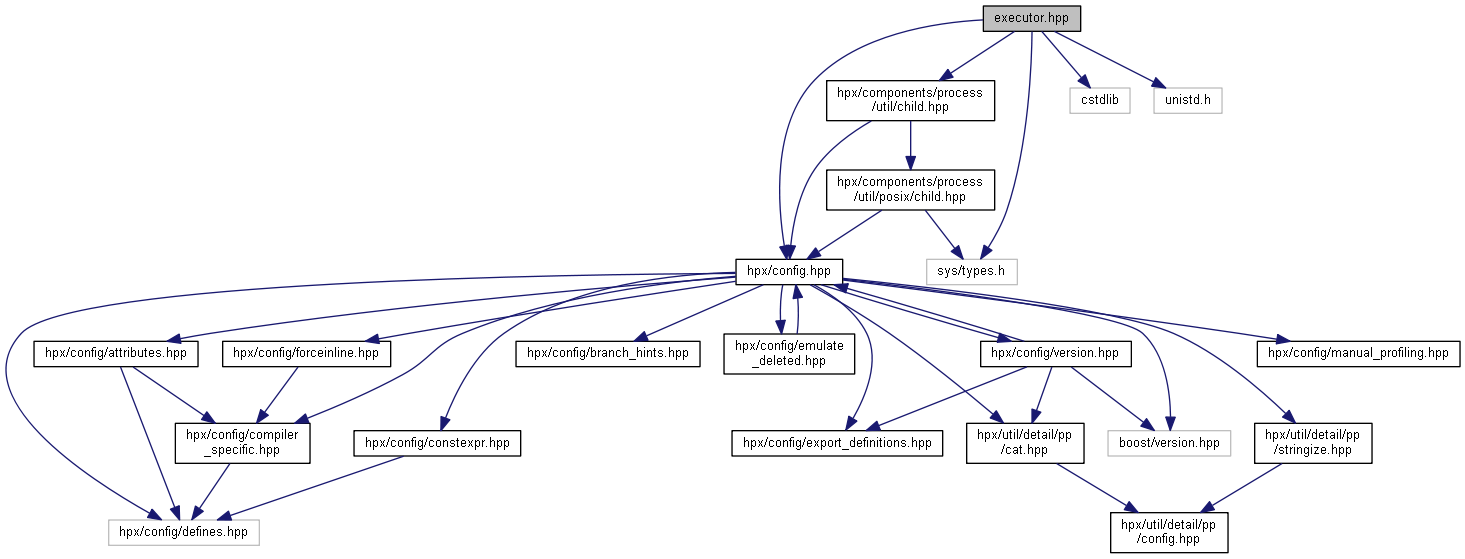 executor.hpp
hpx/components/process
/util/child.hpp
cstdlib
unistd.h
hpx/components/process
/util/posix/child.hpp
hpx/config.hpp
sys/types.h
hpx/config/attributes.hpp
hpx/config/forceinline.hpp
hpx/config/branch_hints.hpp
hpx/config/emulate
_deleted.hpp
hpx/config/version.hpp
hpx/config/manual_profiling.hpp
hpx/config/compiler
_specific.hpp
hpx/config/constexpr.hpp
hpx/config/export_definitions.hpp
hpx/util/detail/pp
/cat.hpp
boost/version.hpp
hpx/util/detail/pp
/stringize.hpp
hpx/config/defines.hpp
hpx/util/detail/pp
/config.hpp